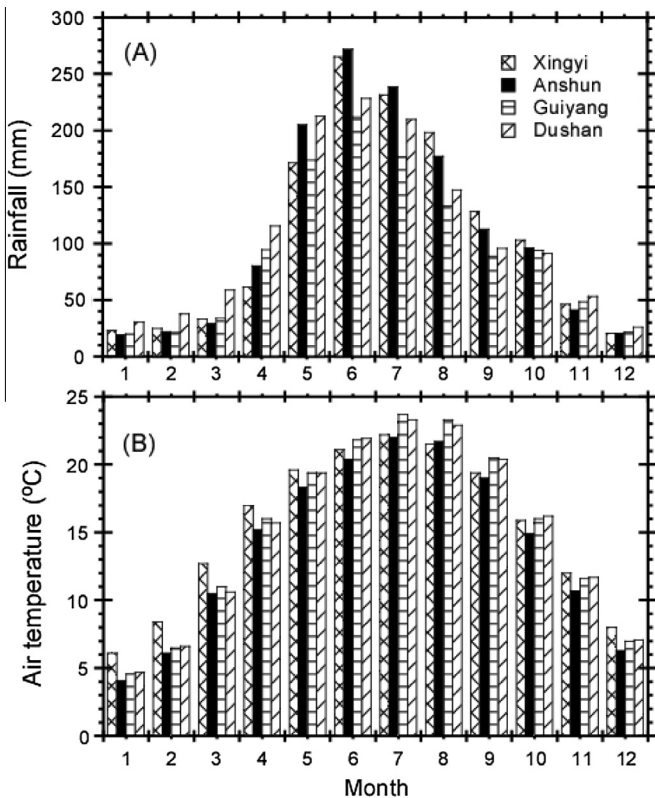 300
(A)
Xingyi
250
Anshun
Guiyang
200
Dushan
150
100
50
0
Rainfall (mm)
1 2 3 4 5 6 7 8 9 10 11 12
25
(B)
20
15
10
5
0
Air temperature (ºC)
1 2 3 4 5 6 7 8 9 10 11 12
Month